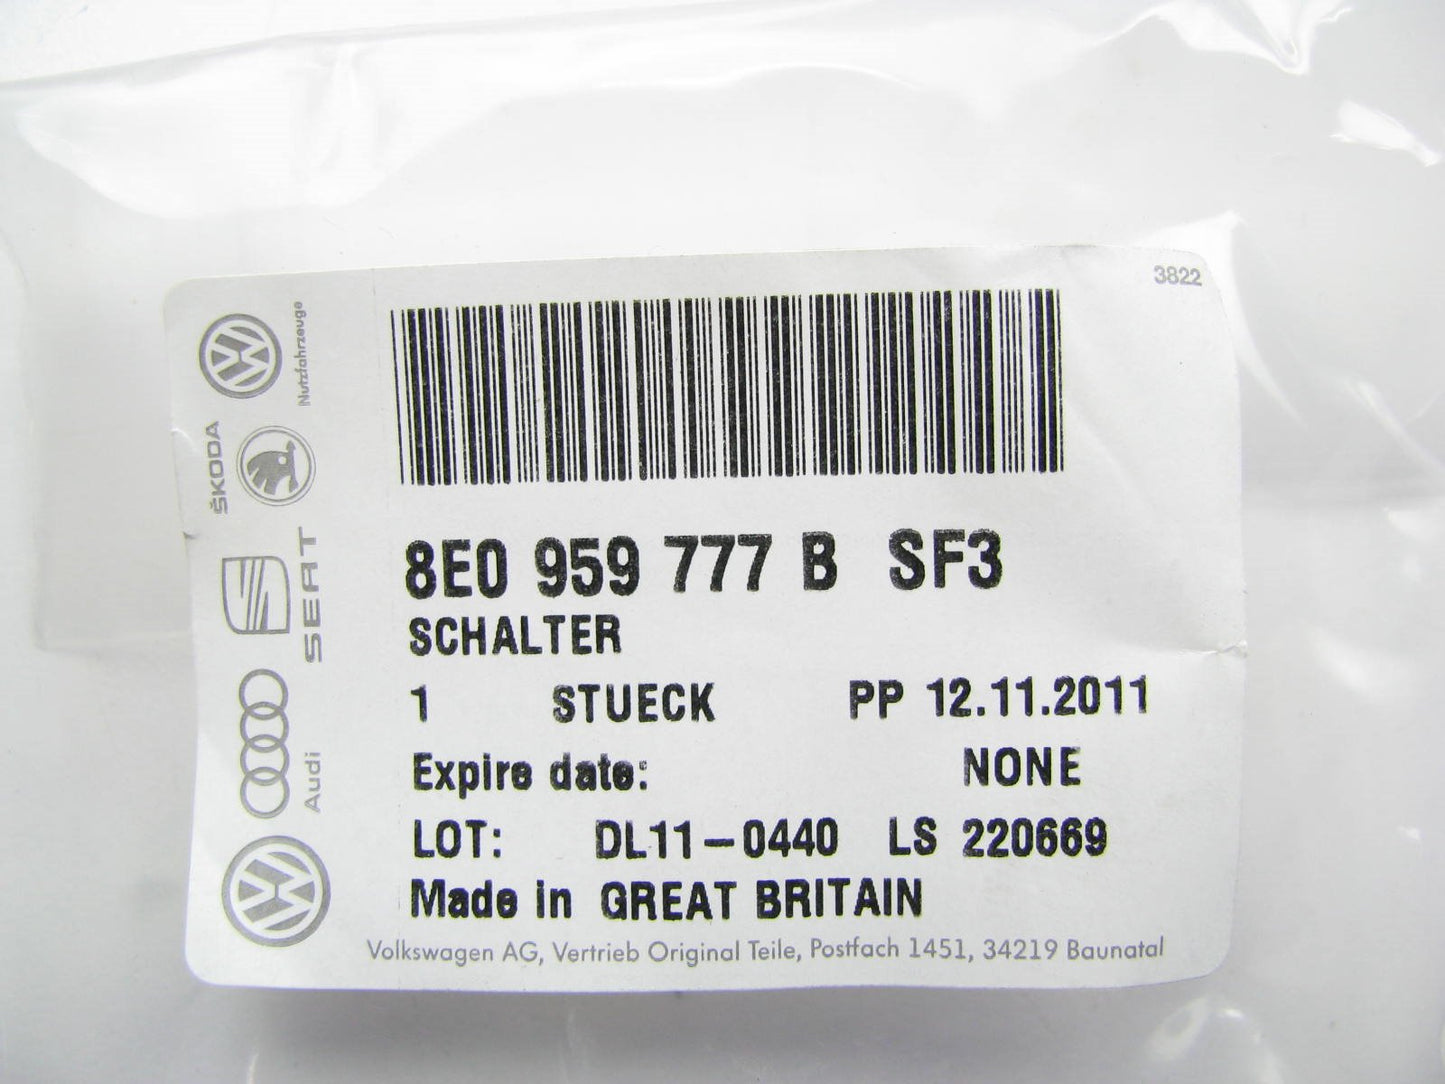 3822
Nutzfahrzeuge
ŠKODA
SEAT
Audi
8E0 959 777 B SF3
SCHALTER
1 STUECK PP 12.11.2011
Expire date: NONE
LOT: DL11-0440 LS 220669
Made in GREAT BRITAIN
Volkswagen AG, Vertrieb Original Teile, Postfach 1451, 34219 Baunatal